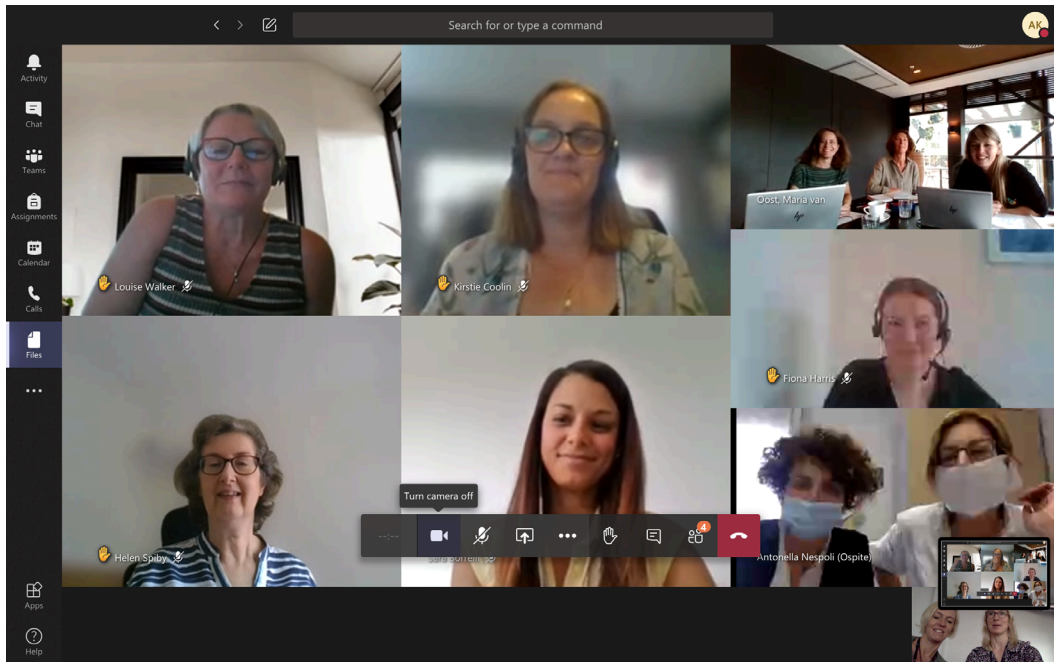 Search for or type a command
AK
Activity
Chat
Teams
Assignments
Calendar
Calls
Files
Apps
Help
Louise Walker
Kirstie Coolin
Oost, Maria van
hp
Fiona Harris
Helen Spiby
Turn camera off
--:--
4
Antonella Nespoli (Ospite)